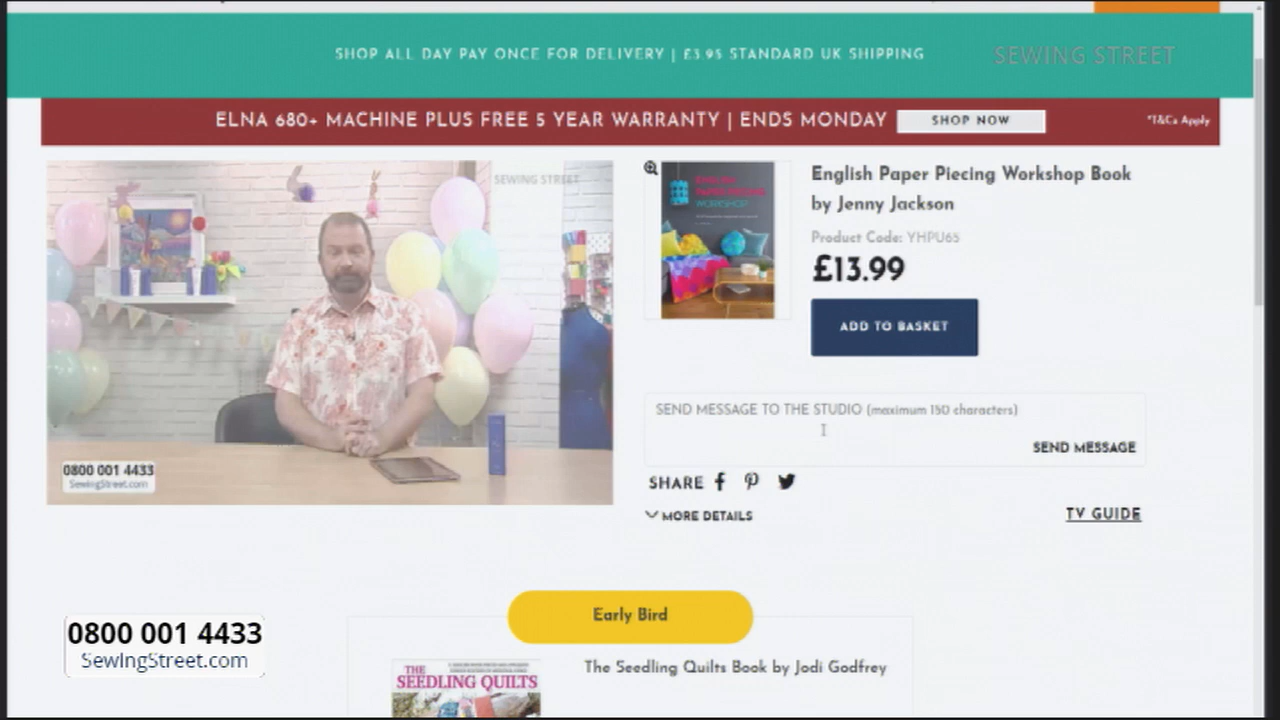 SHOP ALL DAY PAY ONCE FOR DELIVERY | £3.95 STANDARD UK SHIPPING
SEWING STREET
ELNA 680+ MACHINE PLUS FREE 5 YEAR WARRANTY | ENDS MONDAY
SHOP NOW
*T&Cs Apply
SEWING STREET
0800 001 4433
SewingStreet.com
ENGLISH
PAPER PIECING
WORKSHOP
English Paper Piecing Workshop Book
by Jenny Jackson
Product Code: YHPU65
£13.99
ADD TO BASKET
SEND MESSAGE TO THE STUDIO (maximum 150 characters)
SEND MESSAGE
SHARE
MORE DETAILS
TV GUIDE
Early Bird
0800 001 4433
SewingStreet.com
THE
SEEDLING QUILTS
The Seedling Quilts Book by Jodi Godfrey